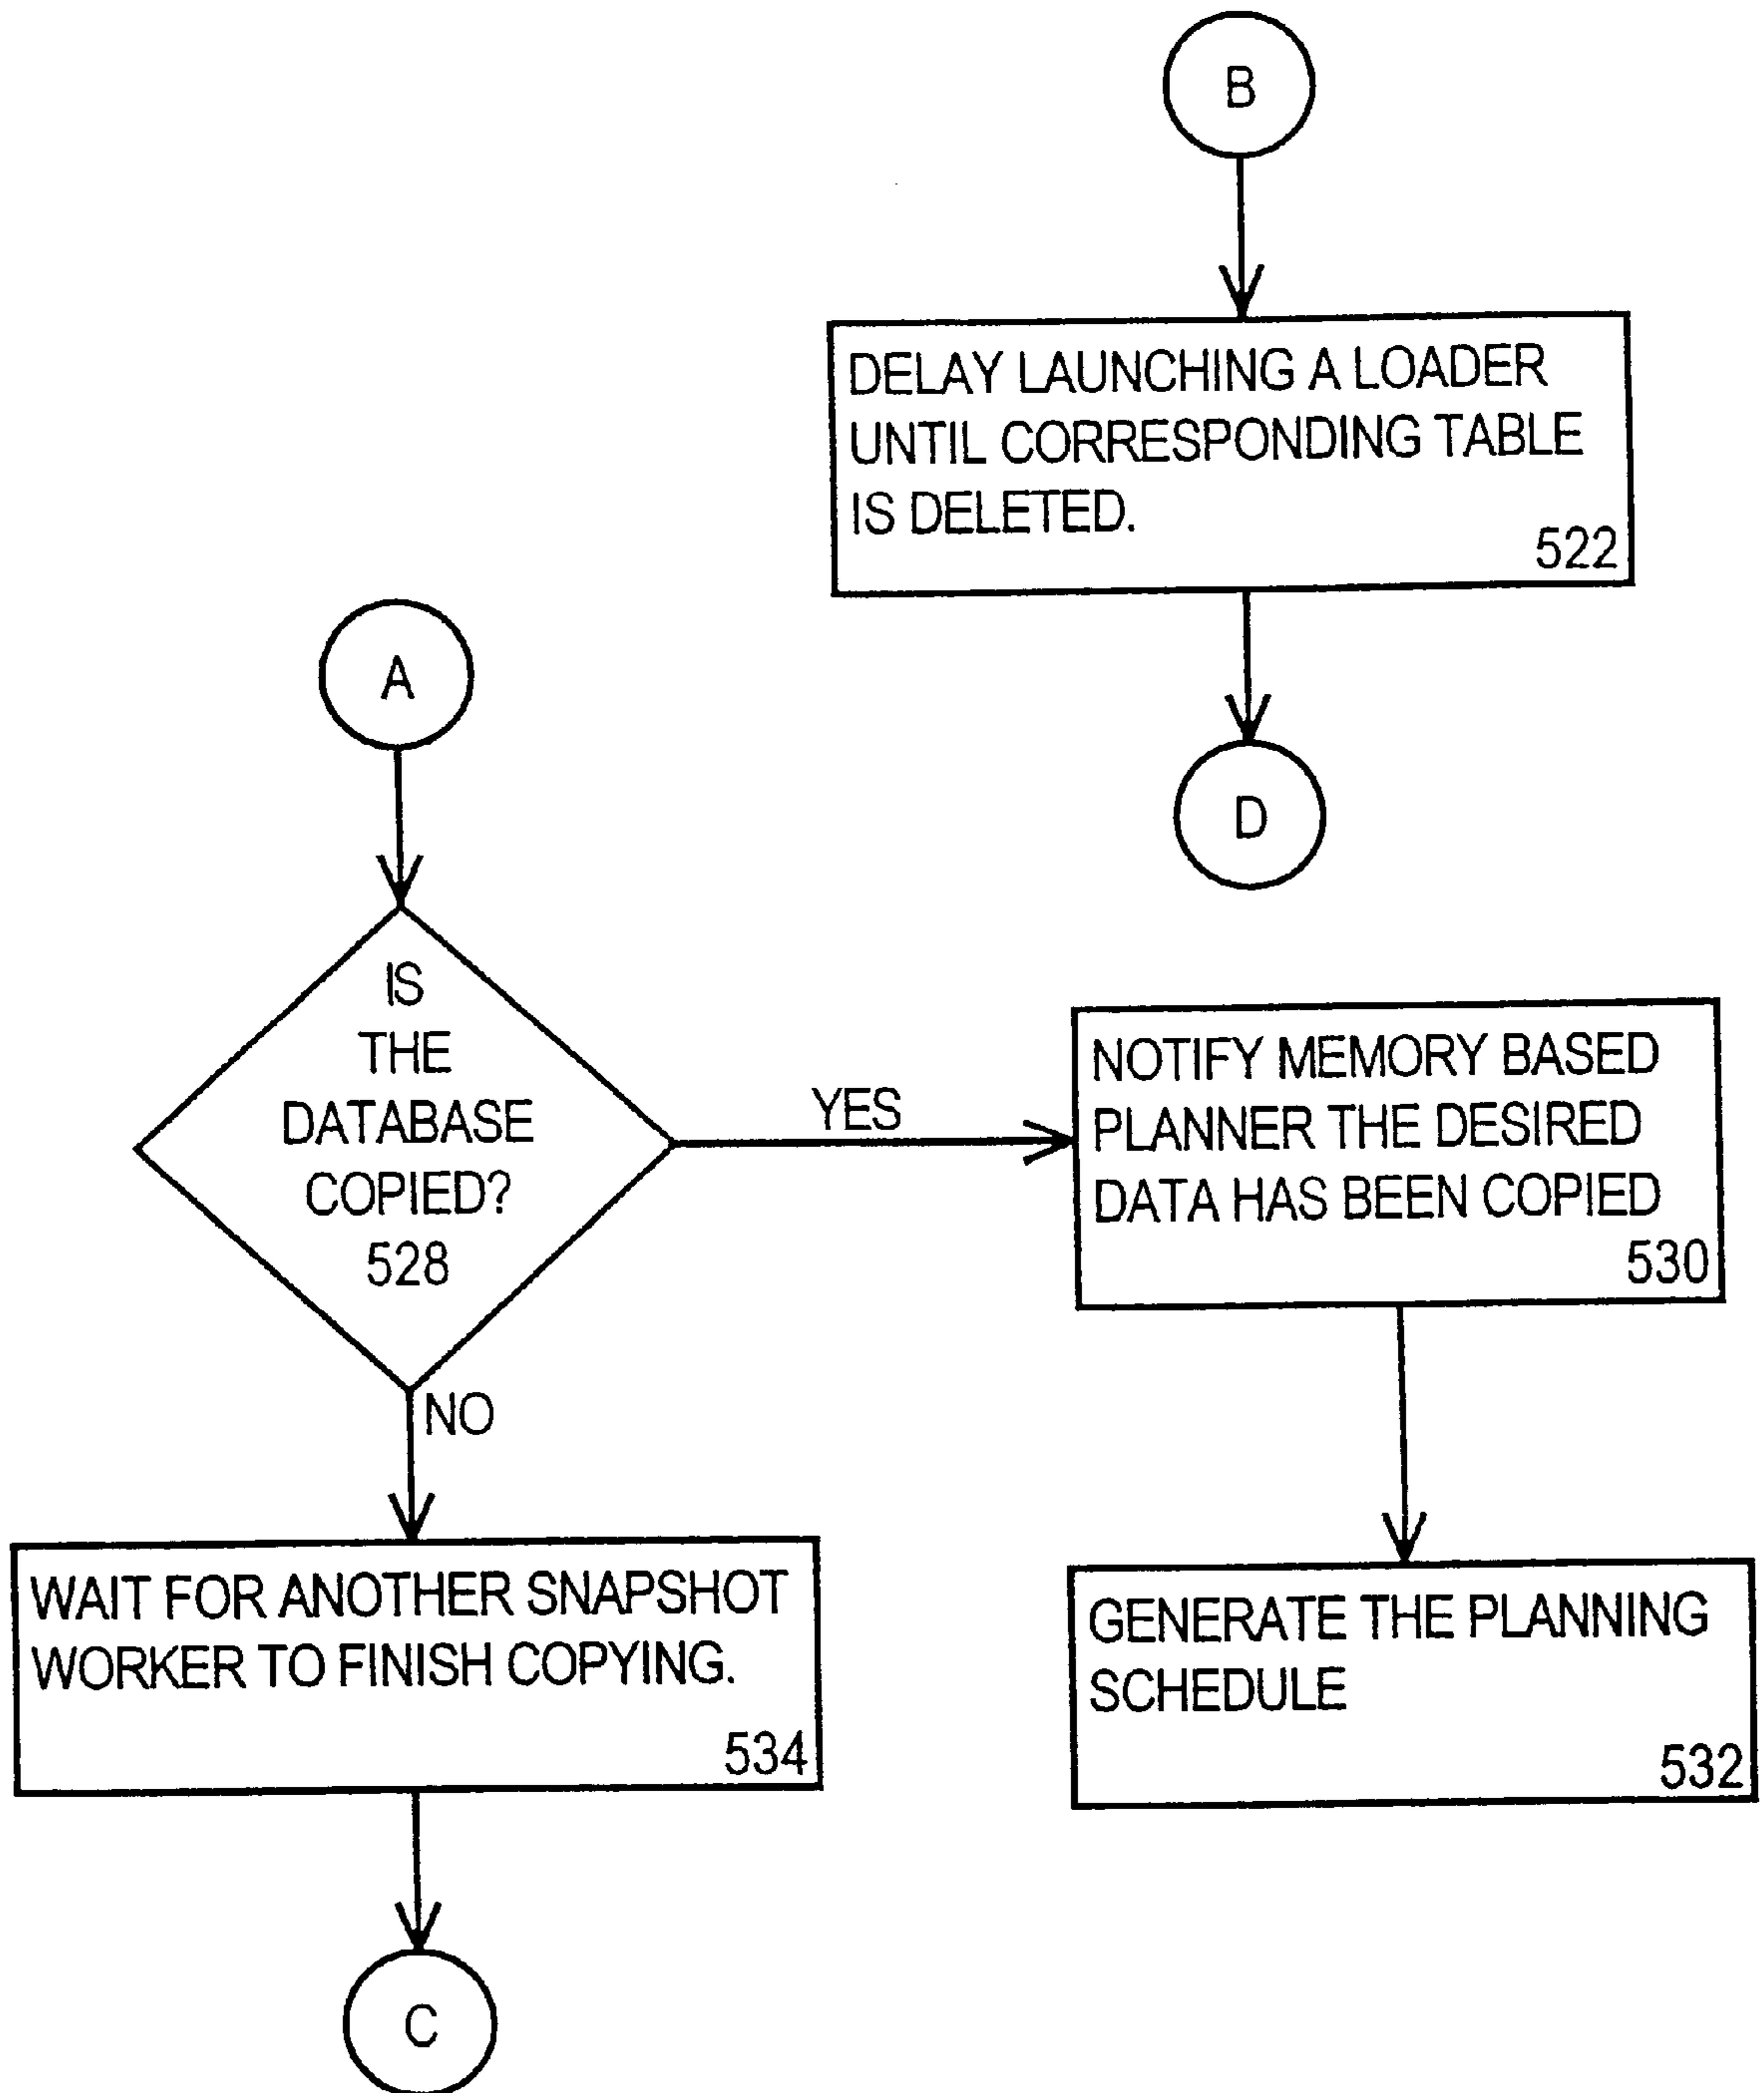 B
DELAY LAUNCHING A LOADER
UNTIL CORRESPONDING TABLE
IS DELETED.
522
D
A
IS
THE
DATABASE
COPIED?
528
YES
NO
NOTIFY MEMORY BASED
PLANNER THE DESIRED
DATA HAS BEEN COPIED
530
GENERATE THE PLANNING
SCHEDULE
532
WAIT FOR ANOTHER SNAPSHOT
WORKER TO FINISH COPYING.
534
C